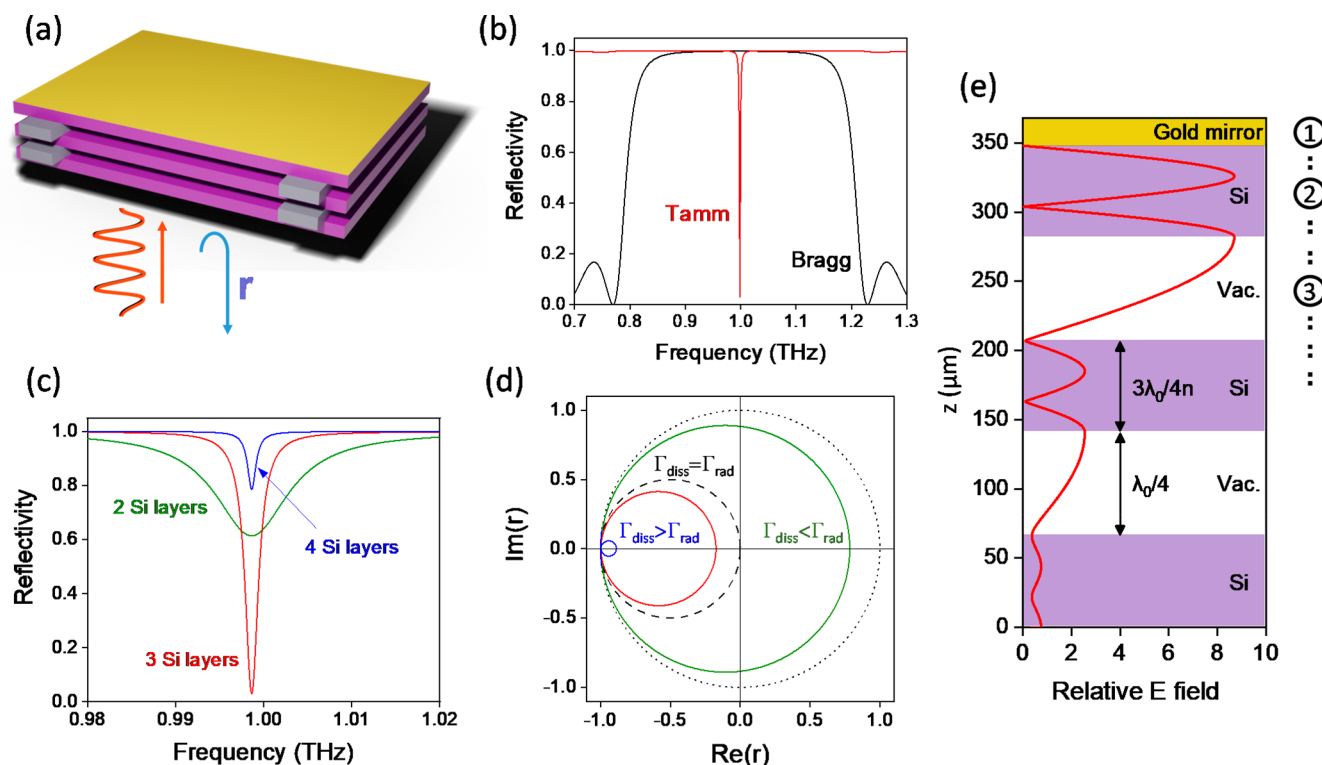 (a)
r
(b)
Reflectivity
1.0
0.8
0.6
0.4
0.2
0.0
Tamm
Bragg
0.7 0.8 0.9 1.0 1.1 1.2 1.3
Frequency (THz)
(c)
Reflectivity
1.0
0.8
0.6
0.4
0.2
0.0
2 Si layers
4 Si layers
3 Si layers
0.98 0.99 1.00 1.01 1.02
Frequency (THz)
(d)
Im(r)
1.0
0.5
0.0
-0.5
-1.0
Γdiss=Γrad
Γdiss>Γrad
Γdiss<Γrad
-1.0 -0.5 0.0 0.5 1.0
Re(r)
(e)
z (μm)
350
300
250
200
150
100
50
0
Gold mirror
Si
Vac.
3λ0/4n
Si
λ0/4
Vac.
Si
0 2 4 6 8 10
Relative E field
①
②
③